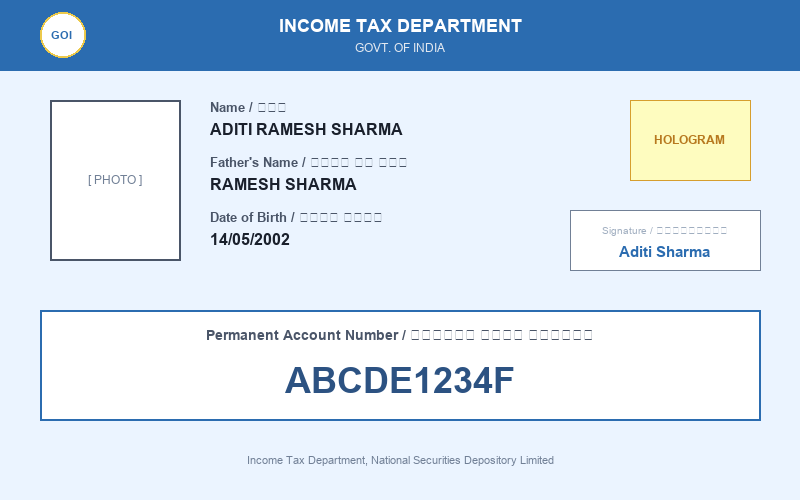 GOI
INCOME TAX DEPARTMENT
GOVT. OF INDIA
[ PHOTO ]
Name /
ADITI RAMESH SHARMA
Father's Name /
RAMESH SHARMA
Date of Birth /
14/05/2002
HOLOGRAM
Signature /
Aditi Sharma
Permanent Account Number /
ABCDE1234F
Income Tax Department, National Securities Depository Limited